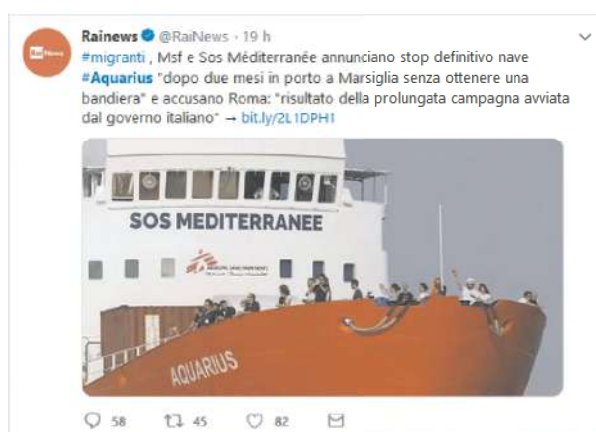 Rai News
Rainews @RaiNews · 19 h
#migranti , Msf e Sos Méditerranée annunciano stop definitivo nave
#Aquarius "dopo due mesi in porto a Marsiglia senza ottenere una
bandiera" e accusano Roma: "risultato della prolungata campagna avviata
dal governo italiano" → bit.ly/2L1DPH1
SOS MEDITERRANEE
AQUARIUS
58 45 82